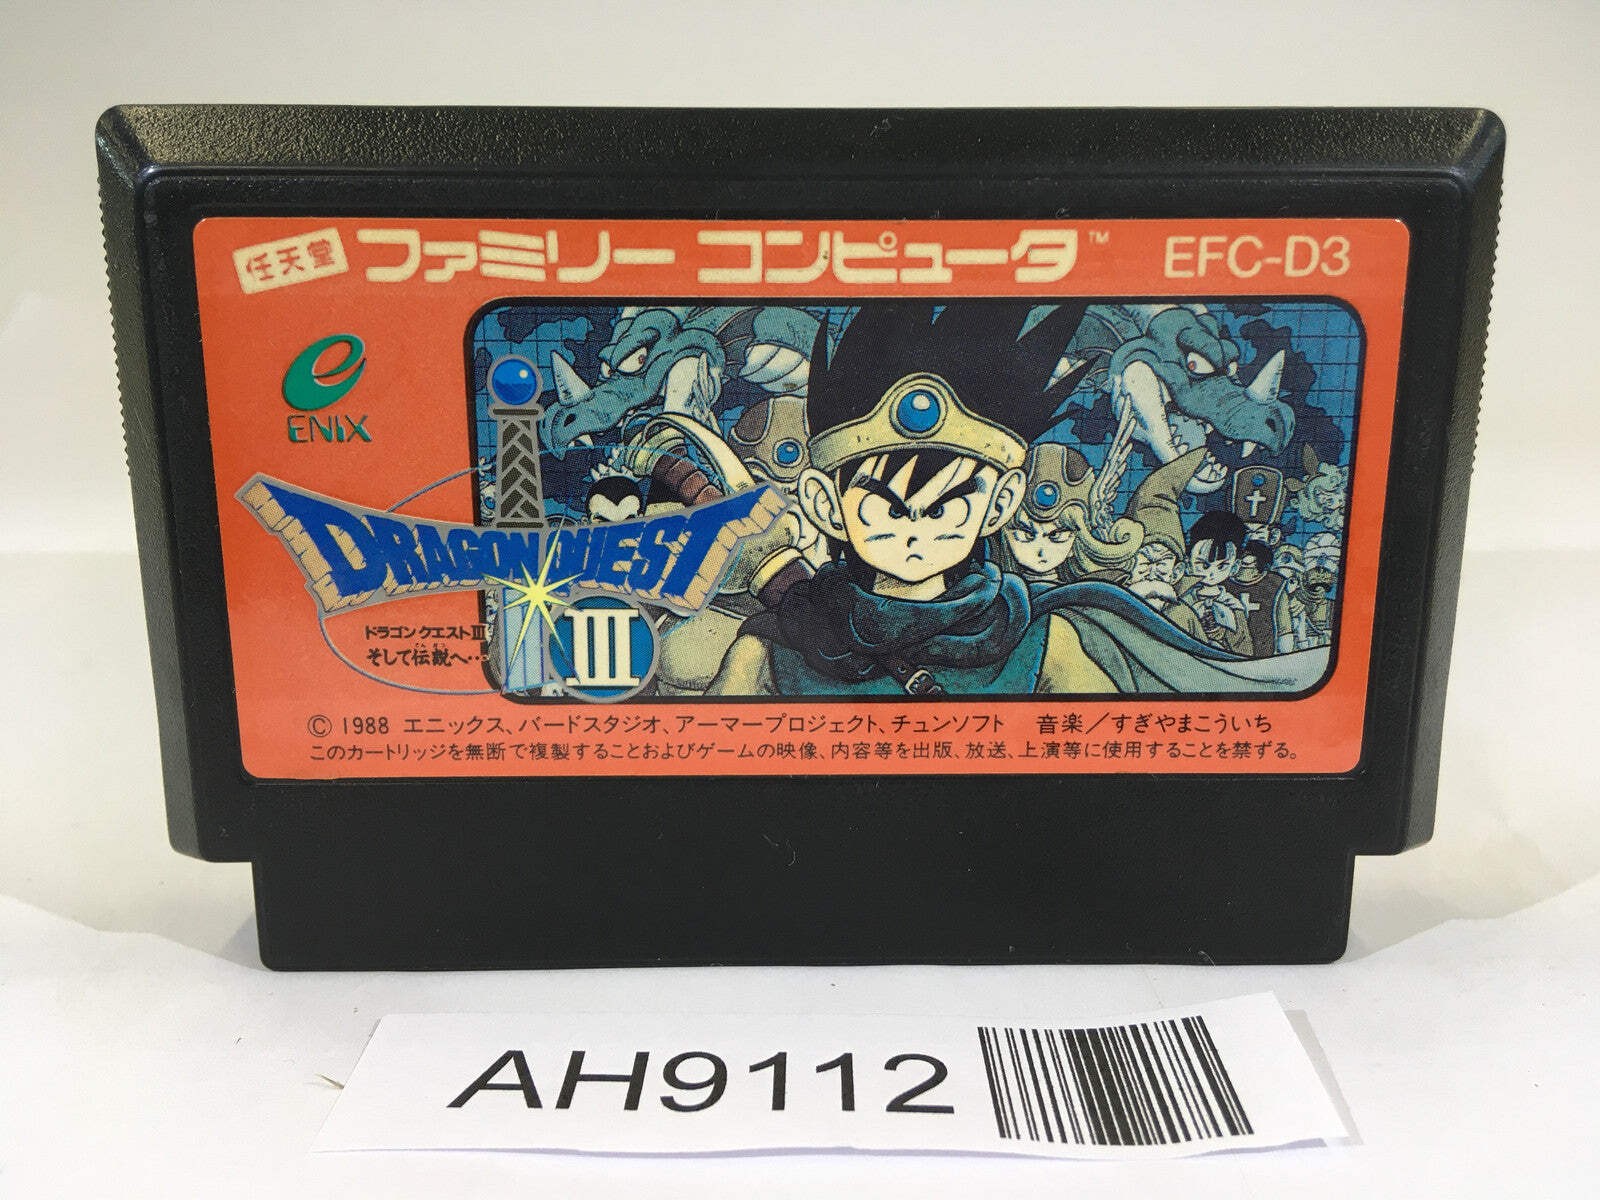 任天堂 ファミリー コンピュータ™ EFC-D3
ENIX
DRAGON QUEST
III
ドラゴンクエストIII
そして伝説へ…
でんせつ
© 1988 エニックス、バードスタジオ、アーマープロジェクト、チュンソフト 音楽／すぎやまこういち
このカートリッジを無断で複製することおよびゲームの映像、内容等を出版、放送、上演等に使用することを禁ずる。
AH9112